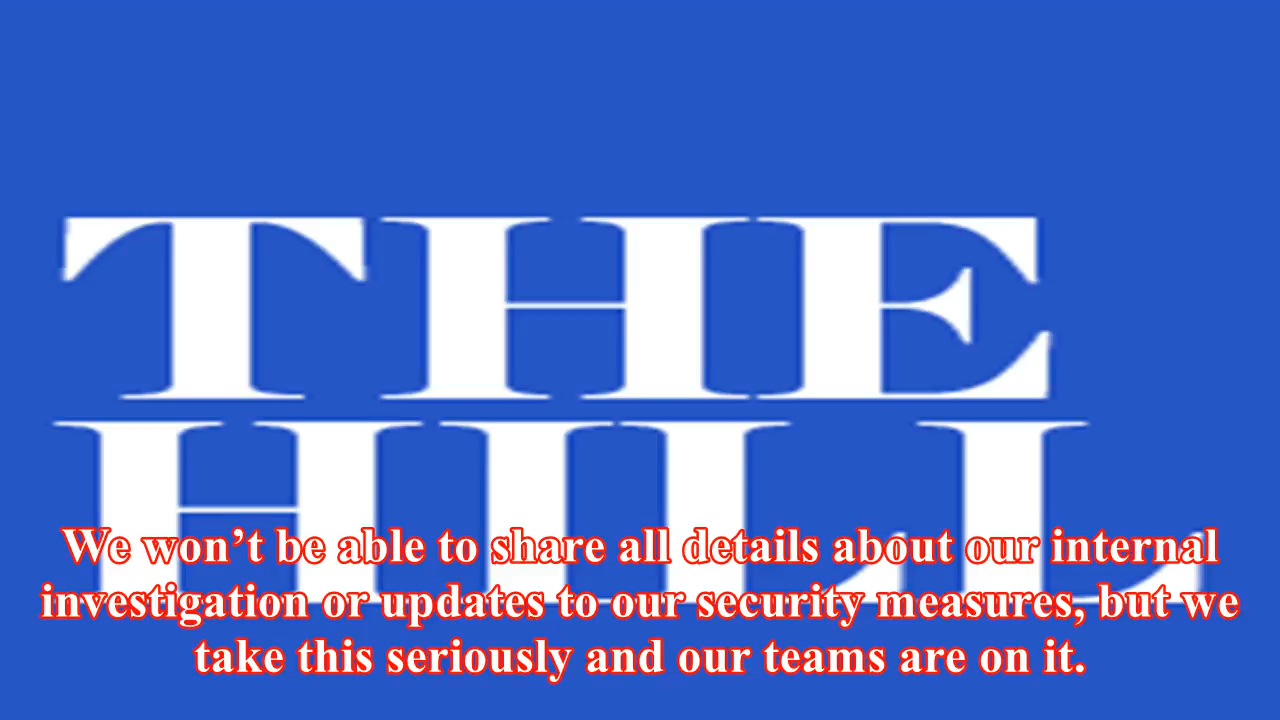 THE
HILL
We won’t be able to share all details about our internal
investigation or updates to our security measures, but we
take this seriously and our teams are on it.